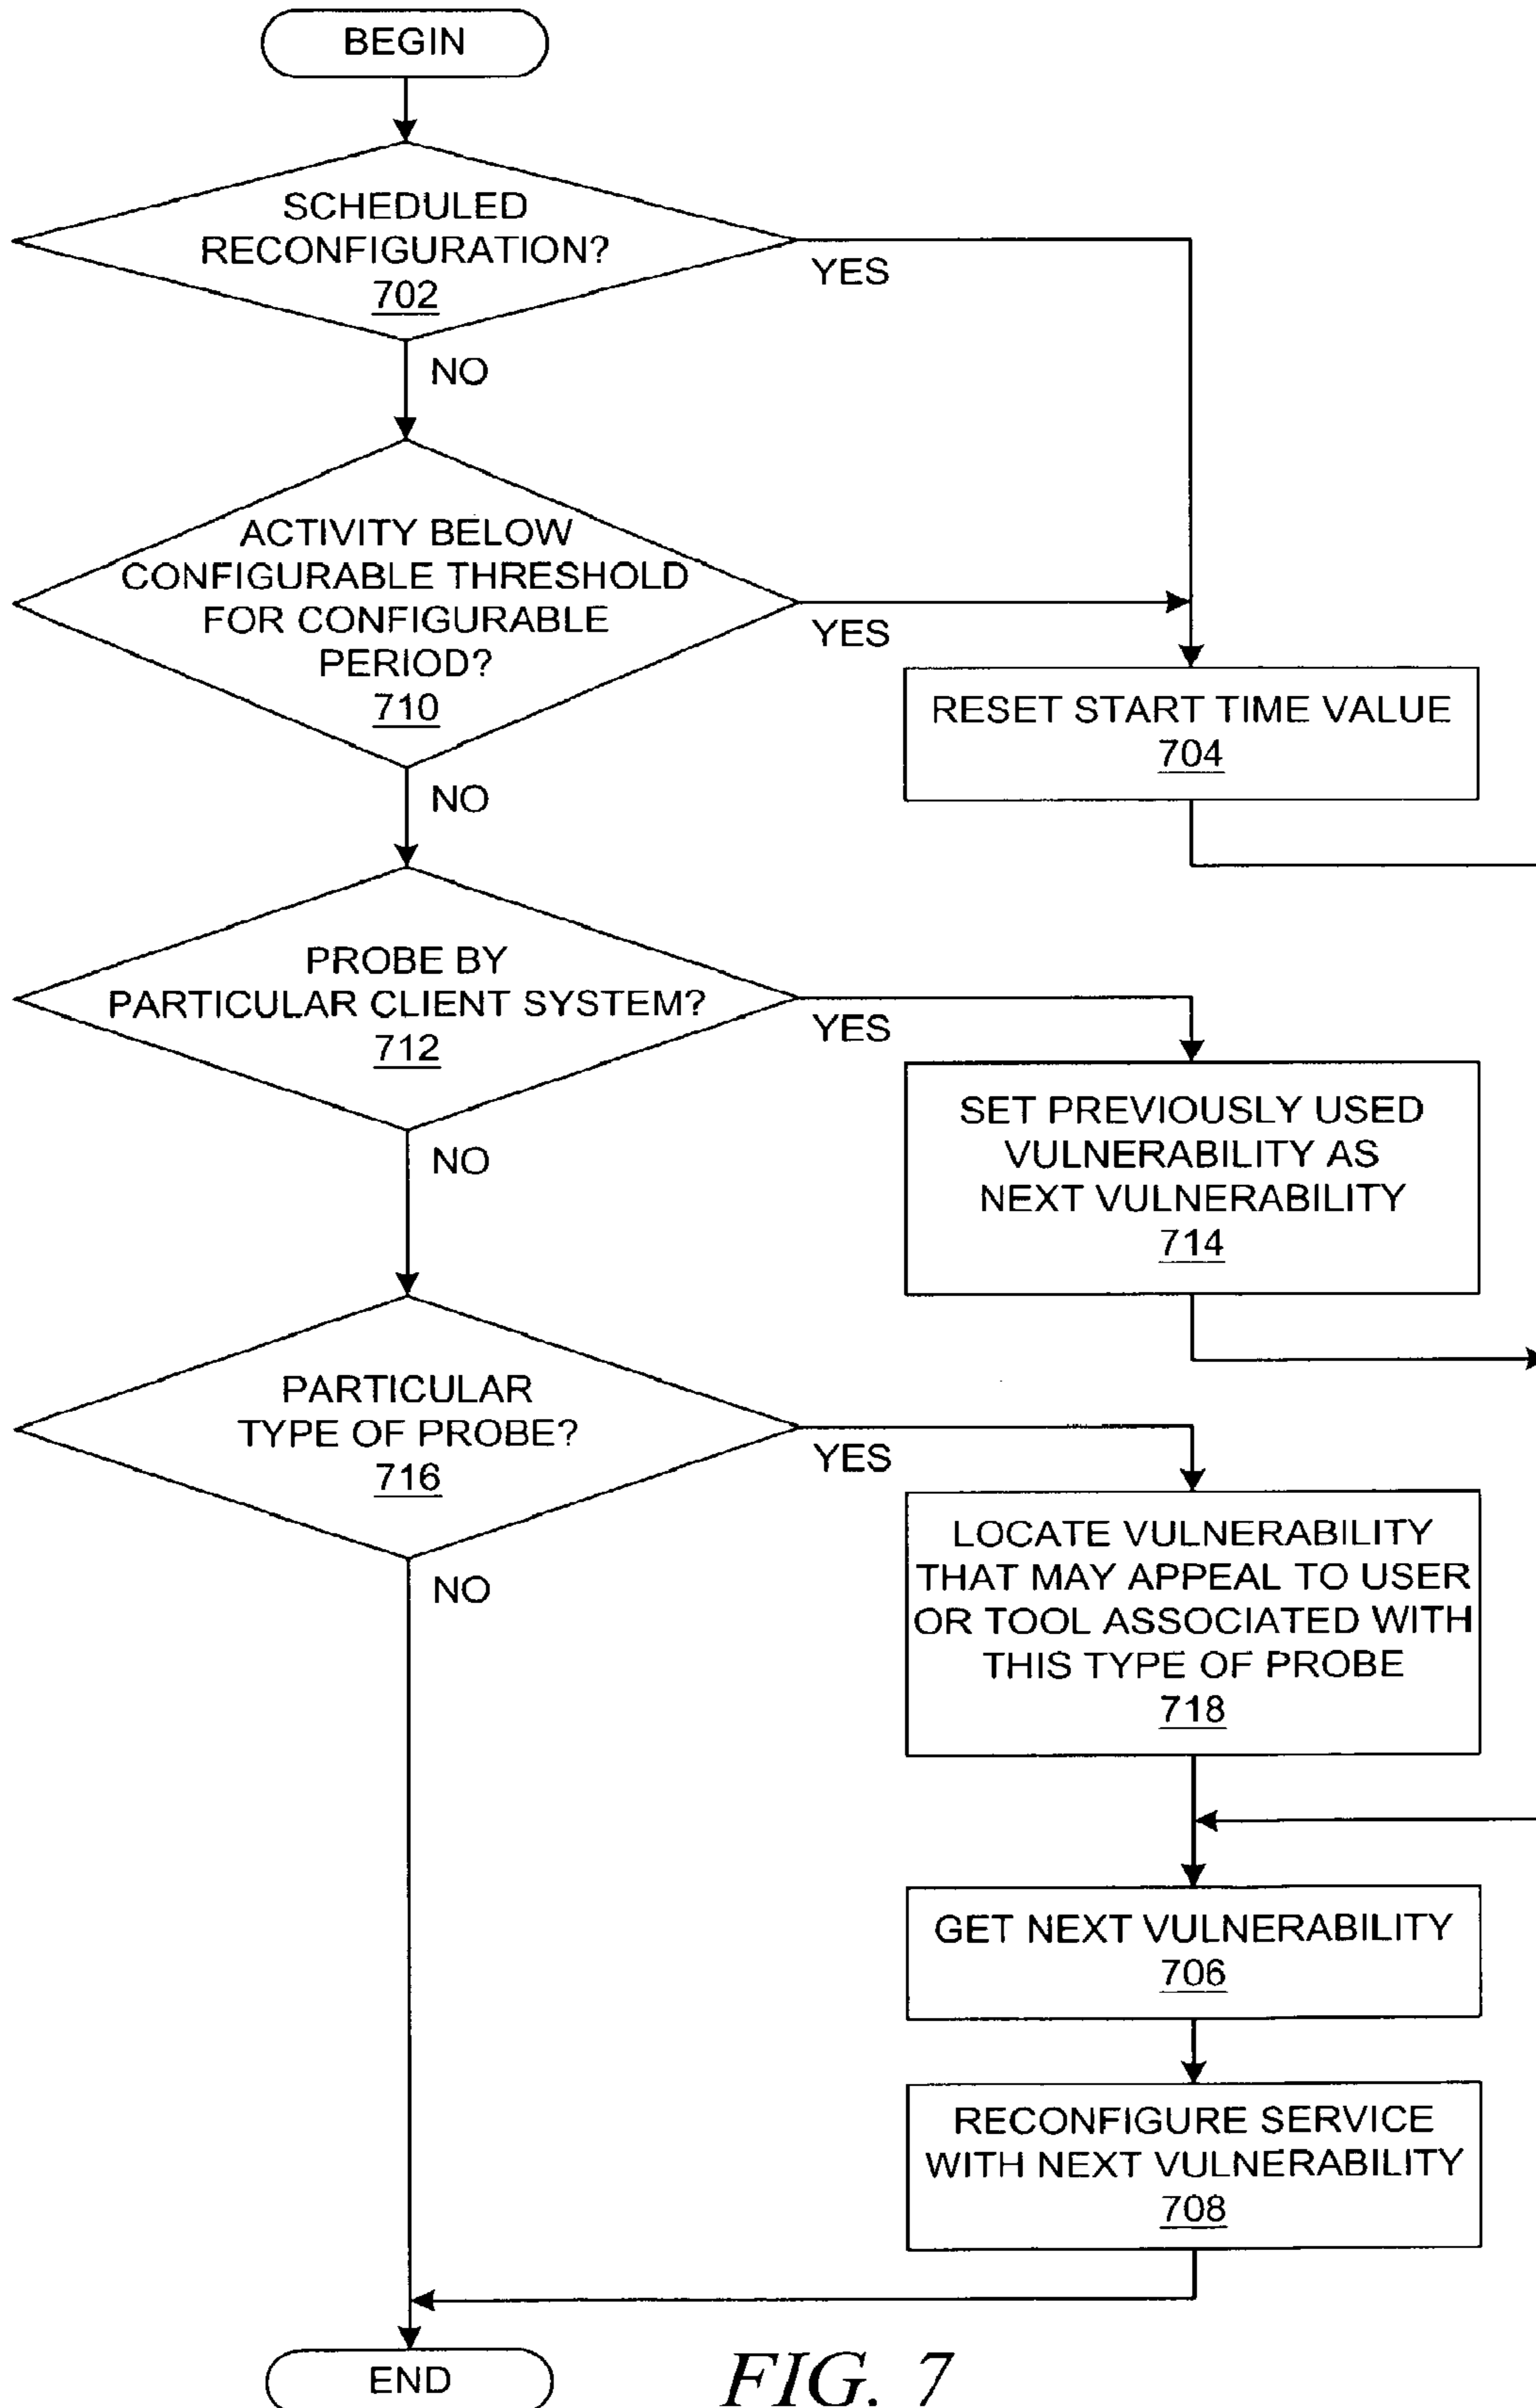 BEGIN
SCHEDULED
RECONFIGURATION?
702
YES
NO
ACTIVITY BELOW
CONFIGURABLE THRESHOLD
FOR CONFIGURABLE
PERIOD?
710
YES
RESET START TIME VALUE
704
NO
PROBE BY
PARTICULAR CLIENT SYSTEM?
712
YES
SET PREVIOUSLY USED
VULNERABILITY AS
NEXT VULNERABILITY
714
NO
PARTICULAR
TYPE OF PROBE?
716
YES
LOCATE VULNERABILITY
THAT MAY APPEAL TO USER
OR TOOL ASSOCIATED WITH
THIS TYPE OF PROBE
718
NO
GET NEXT VULNERABILITY
706
RECONFIGURE SERVICE
WITH NEXT VULNERABILITY
708
END
FIG. 7